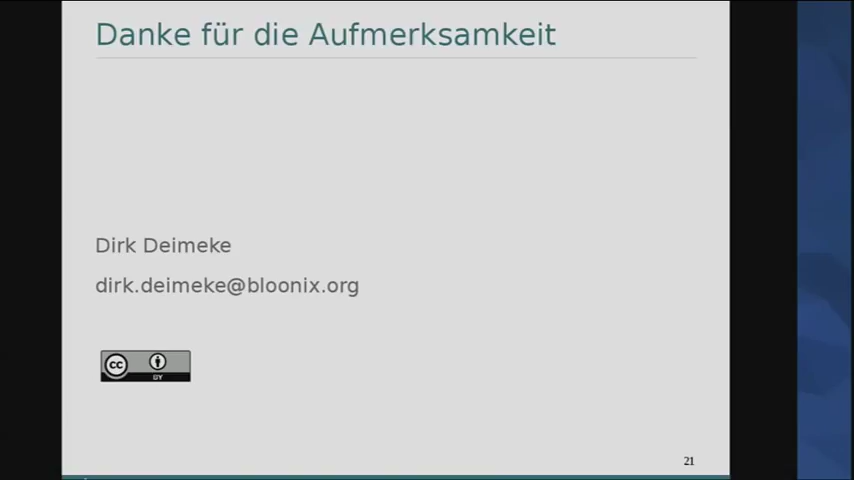 Danke für die Aufmerksamkeit
Dirk Deimeke
dirk.deimeke@bloonix.org
cc
BY
21